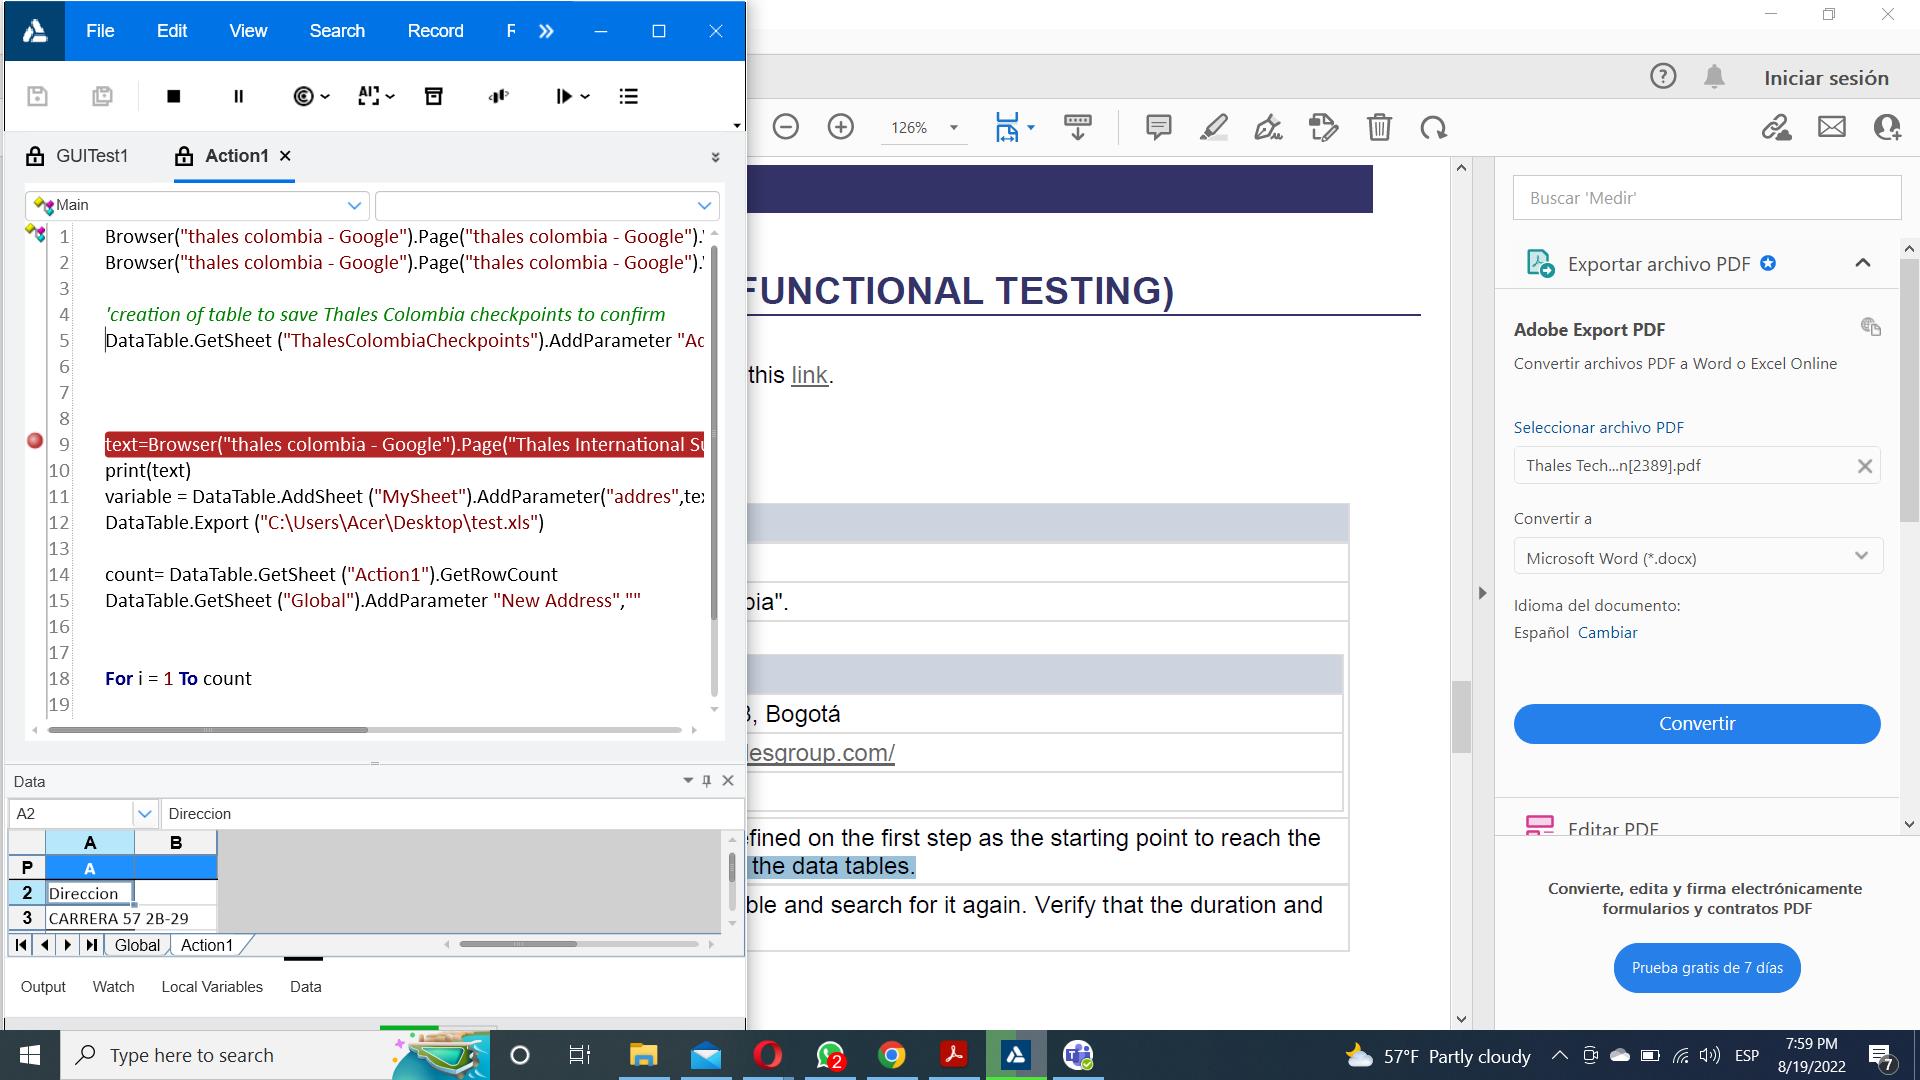 File Edit View Search Record
GUITest1 Action1
Main
1 Browser("thales colombia - Google").Page("thales colombia - Google").
2 Browser("thales colombia - Google").Page("thales colombia - Google").
3
4 'creation of table to save Thales Colombia checkpoints to confirm
5 DataTable.GetSheet ("ThalesColombiaCheckpoints").AddParameter "Ac
6
7
8
9 text=Browser("thales colombia - Google").Page("Thales International Su
10 print(text)
11 variable = DataTable.AddSheet ("MySheet").AddParameter("addres",tex
12 DataTable.Export ("C:\Users\Acer\Desktop\test.xls")
13
14 count= DataTable.GetSheet ("Action1").GetRowCount
15 DataTable.GetSheet ("Global").AddParameter "New Address",""
16
17
18 For i = 1 To count
19
Data
A2 Direccion
A B
P A
2 Direccion
3 CARRERA 57 2B-29
Global Action1
Output Watch Local Variables Data
Iniciar sesión
126%
FUNCTIONAL TESTING)
this link.
bia".
3, Bogotá
lesgroup.com/
efined on the first step as the starting point to reach the
the data tables.
ble and search for it again. Verify that the duration and
Buscar 'Medir'
Exportar archivo PDF
Adobe Export PDF
Convertir archivos PDF a Word o Excel Online
Seleccionar archivo PDF
Thales Tech...n[2389].pdf
Convertir a
Microsoft Word (*.docx)
Idioma del documento:
Español Cambiar
Convertir
Editar PDF
Convierte, edita y firma electrónicamente
formularios y contratos PDF
Prueba gratis de 7 días
Type here to search
2
57°F Partly cloudy
ESP
7:59 PM
8/19/2022
7